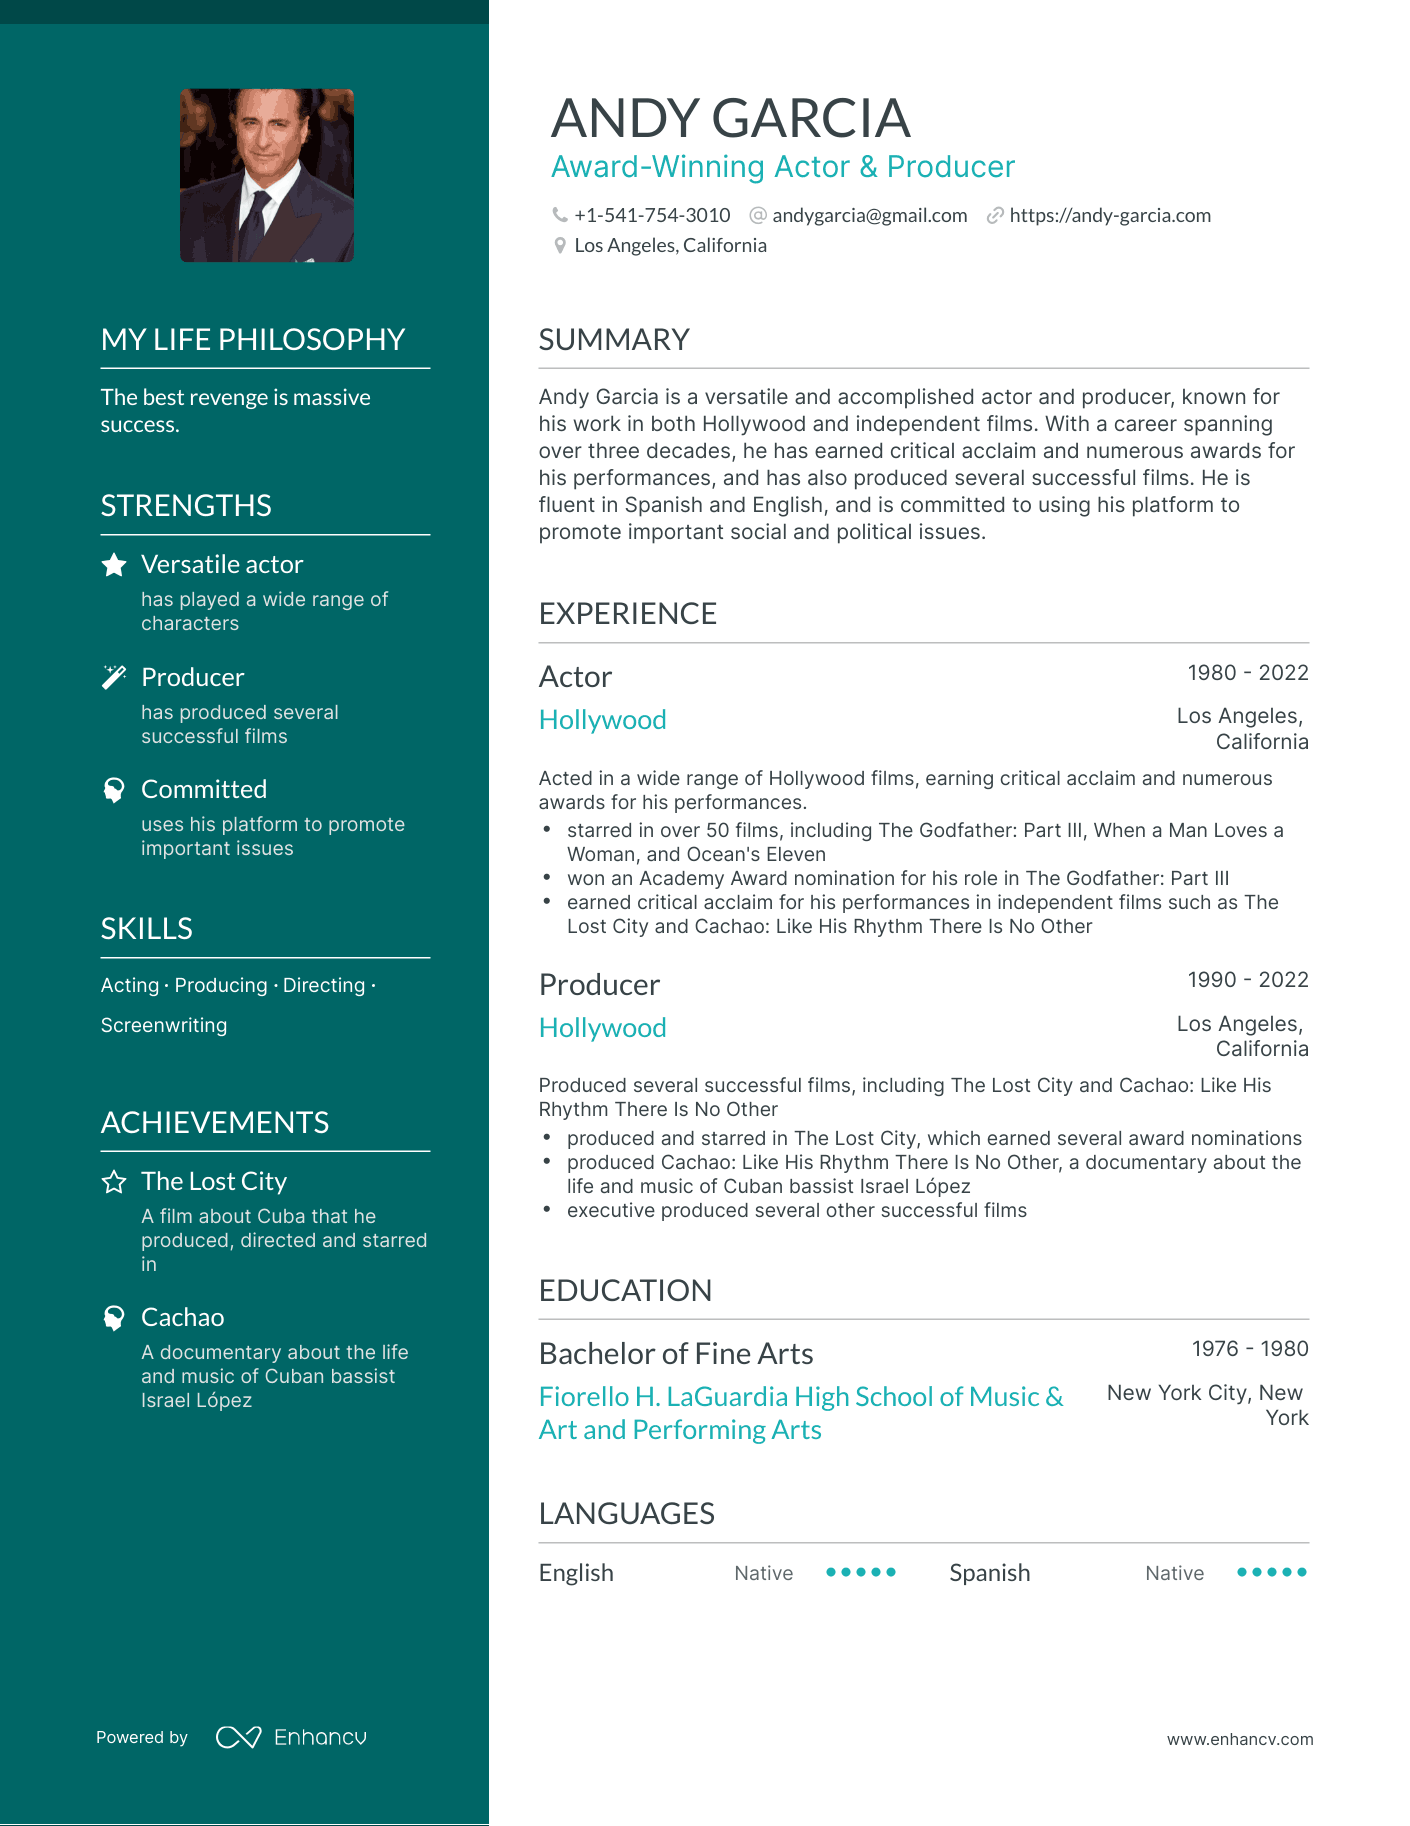 ANDY GARCIA
Award-Winning Actor & Producer
+1-541-754-3010 andygarcia@gmail.com https://andy-garcia.com
Los Angeles, California
MY LIFE PHILOSOPHY
The best revenge is massive
success.
STRENGTHS
Versatile actor
has played a wide range of
characters
Producer
has produced several
successful films
Committed
uses his platform to promote
important issues
SKILLS
Acting · Producing · Directing ·
Screenwriting
ACHIEVEMENTS
The Lost City
A film about Cuba that he
produced, directed and starred
in
Cachao
A documentary about the life
and music of Cuban bassist
Israel López
SUMMARY
Andy Garcia is a versatile and accomplished actor and producer, known for
his work in both Hollywood and independent films. With a career spanning
over three decades, he has earned critical acclaim and numerous awards for
his performances, and has also produced several successful films. He is
fluent in Spanish and English, and is committed to using his platform to
promote important social and political issues.
EXPERIENCE
Actor 1980 - 2022
Hollywood Los Angeles,
California
Acted in a wide range of Hollywood films, earning critical acclaim and numerous
awards for his performances.
• starred in over 50 films, including The Godfather: Part III, When a Man Loves a
Woman, and Ocean's Eleven
• won an Academy Award nomination for his role in The Godfather: Part III
• earned critical acclaim for his performances in independent films such as The
Lost City and Cachao: Like His Rhythm There Is No Other
Producer 1990 - 2022
Hollywood Los Angeles,
California
Produced several successful films, including The Lost City and Cachao: Like His
Rhythm There Is No Other
• produced and starred in The Lost City, which earned several award nominations
• produced Cachao: Like His Rhythm There Is No Other, a documentary about the
life and music of Cuban bassist Israel López
• executive produced several other successful films
EDUCATION
Bachelor of Fine Arts 1976 - 1980
Fiorello H. LaGuardia High School of Music & New York City, New
Art and Performing Arts York
LANGUAGES
English Native Spanish Native
Powered by Enhancv
www.enhancv.com